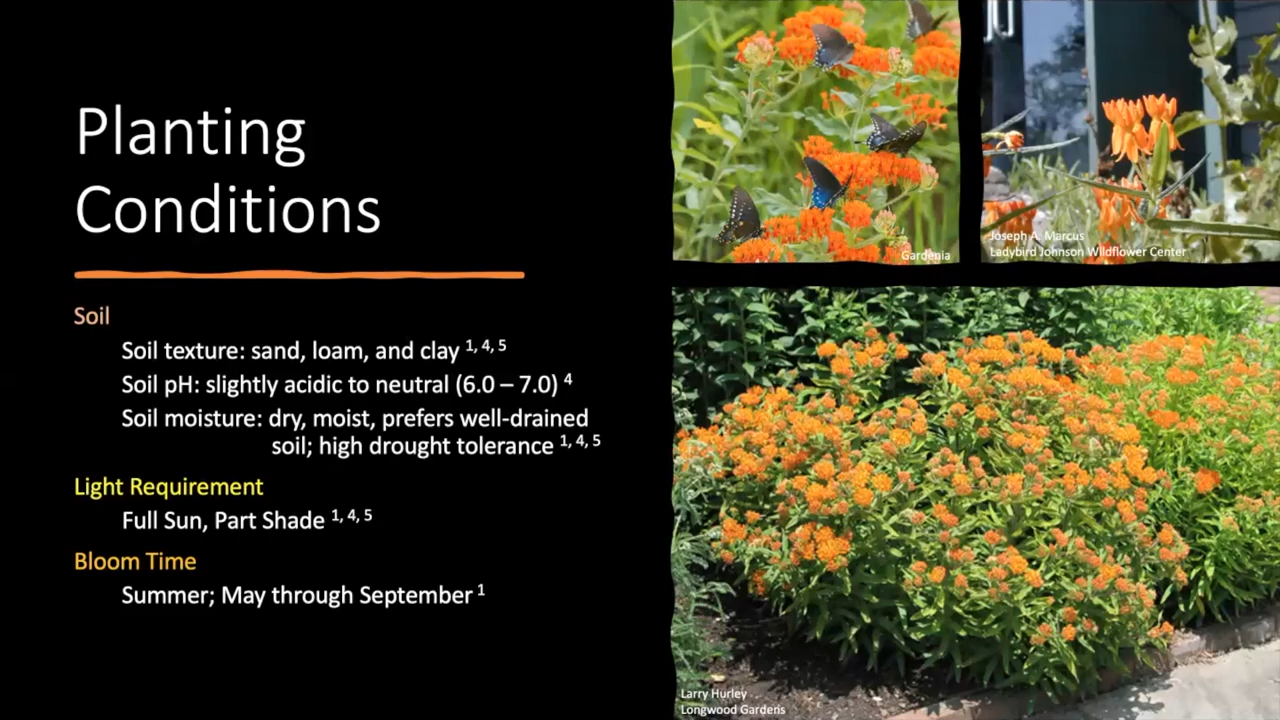 Planting
Conditions
Soil
Soil texture: sand, loam, and clay 1, 4, 5
Soil pH: slightly acidic to neutral (6.0 – 7.0) 4
Soil moisture: dry, moist, prefers well-drained
soil; high drought tolerance 1, 4, 5
Light Requirement
Full Sun, Part Shade 1, 4, 5
Bloom Time
Summer; May through September 1
Gardenia
Joseph A. Marcus
Ladybird Johnson Wildflower Center
Larry Hurley
Longwood Gardens